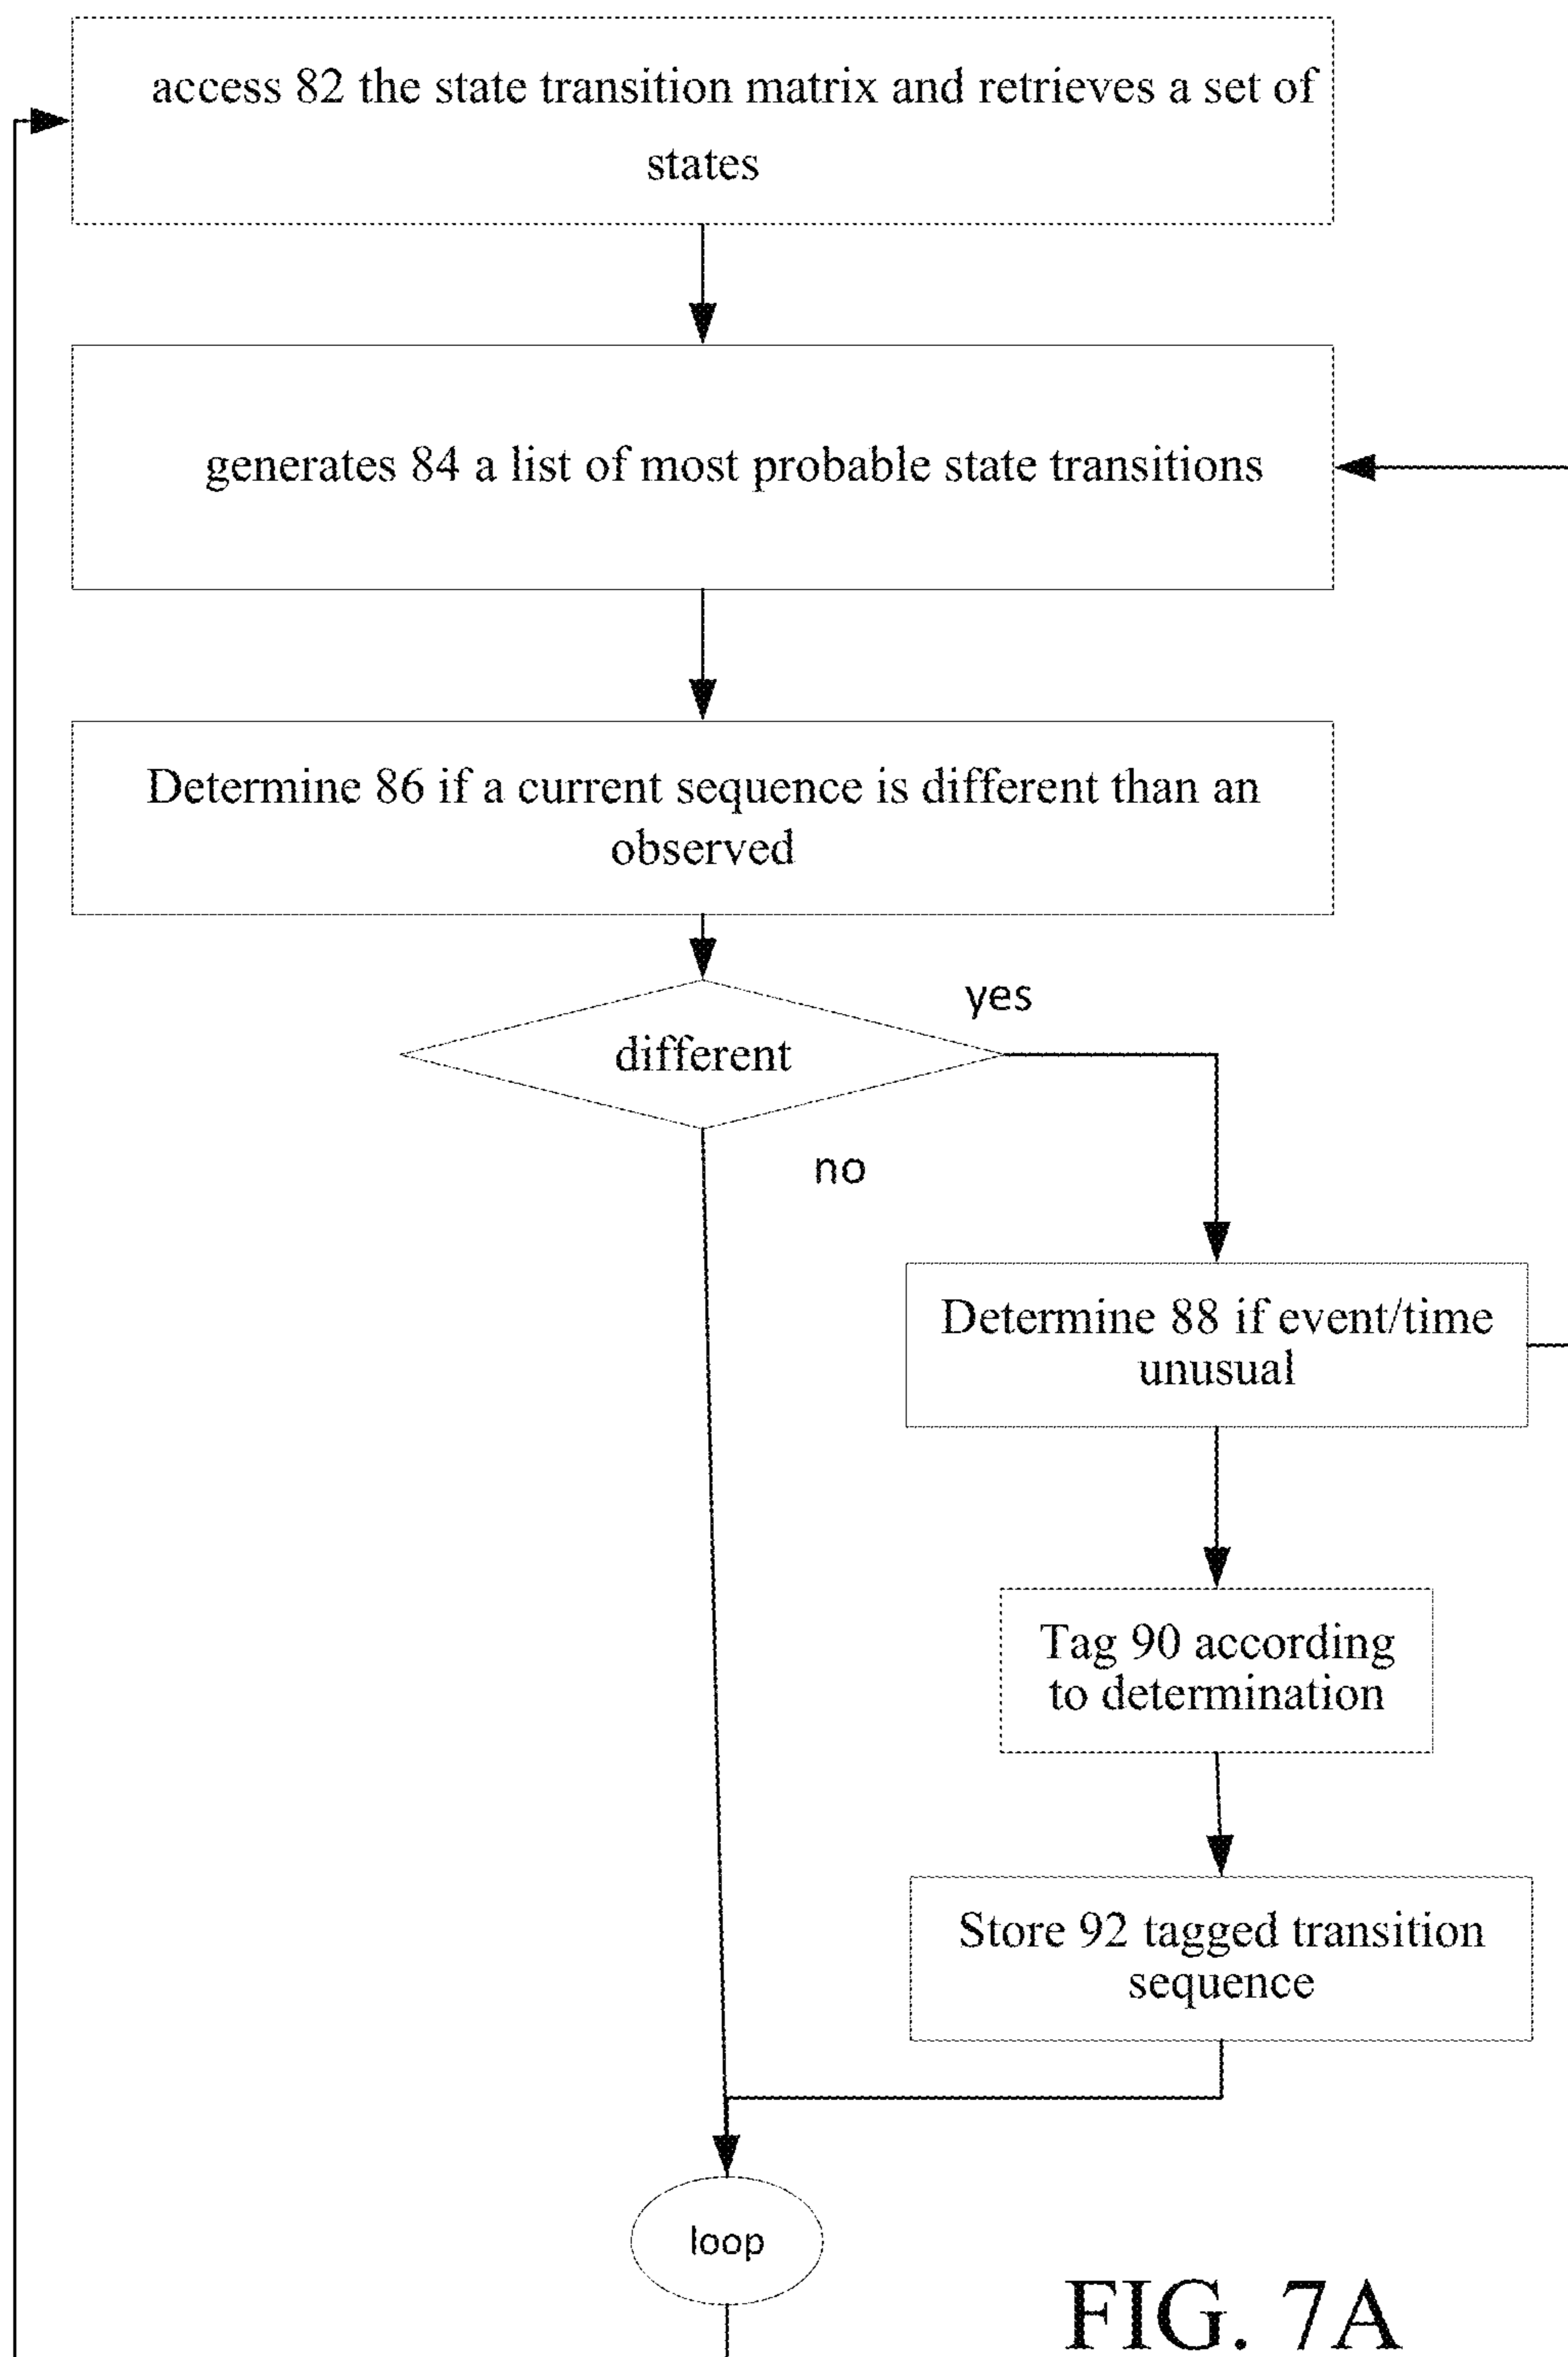 access 82 the state transition matrix and retrieves a set of
states
generates 84 a list of most probable state transitions
Determine 86 if a current sequence is different than an
observed
different
yes
no
Determine 88 if event/time
unusual
Tag 90 according
to determination
Store 92 tagged transition
sequence
loop
FIG. 7A